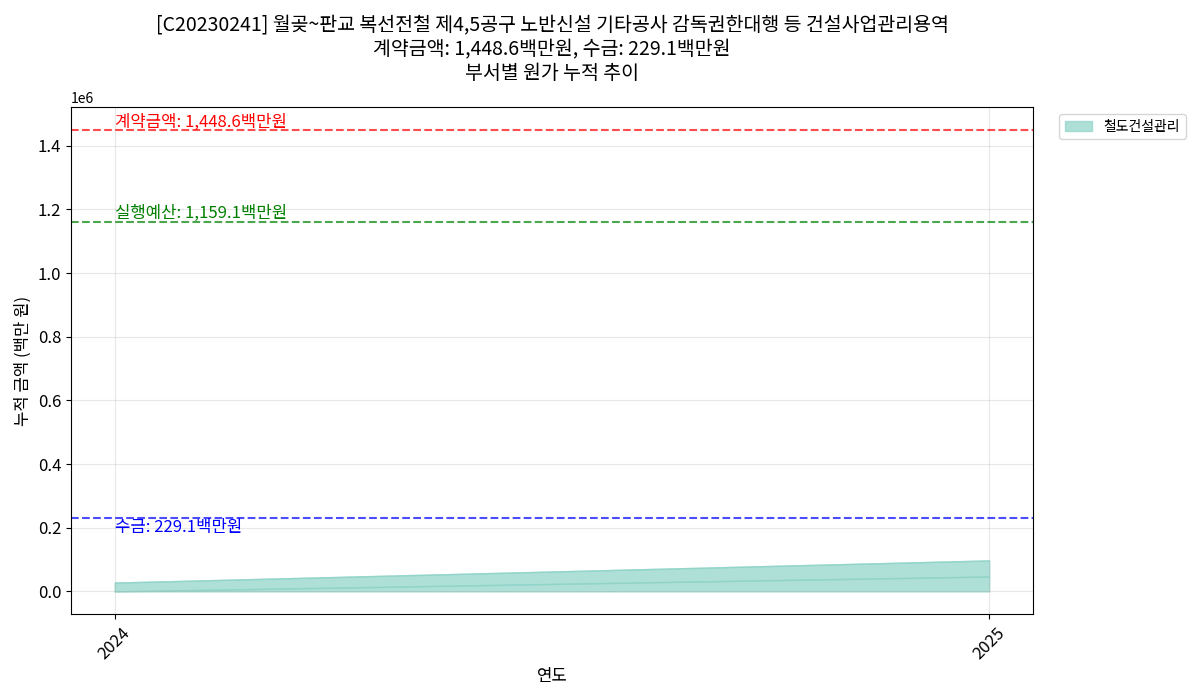 [C20230241] 월곶~판교 복선전철 제4,5공구 노반신설 기타공사 감독권한대행 등 건설사업관리용역
계약금액: 1,448.6백만원, 수금: 229.1백만원
부서별 원가 누적 추이
1e6
계약금액: 1,448.6백만원
철도건설관리
1.4
실행예산: 1,159.1백만원
1.2
1.0
0.8
누적 금액 (백만 원)
0.6
0.4
0.2
수금: 229.1백만원
0.0
2024
2025
연도